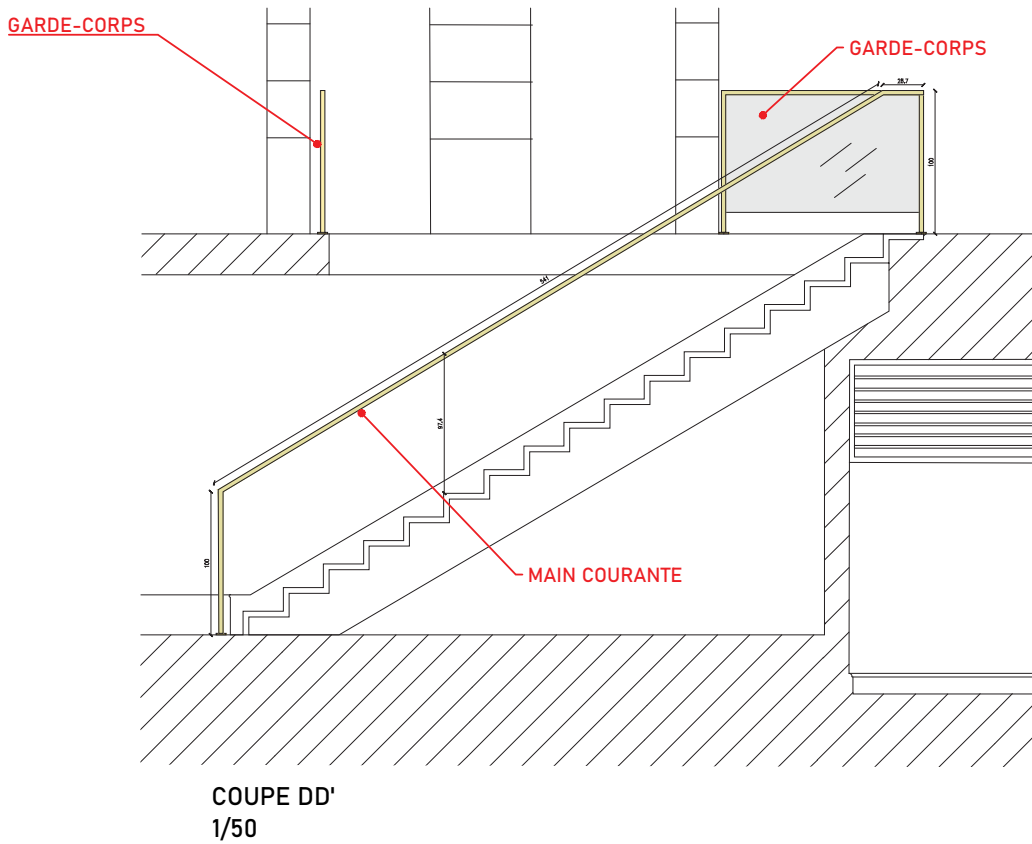 GARDE-CORPS
GARDE-CORPS
28,7
100
541
97,4
100
MAIN COURANTE
COUPE DD'
1/50